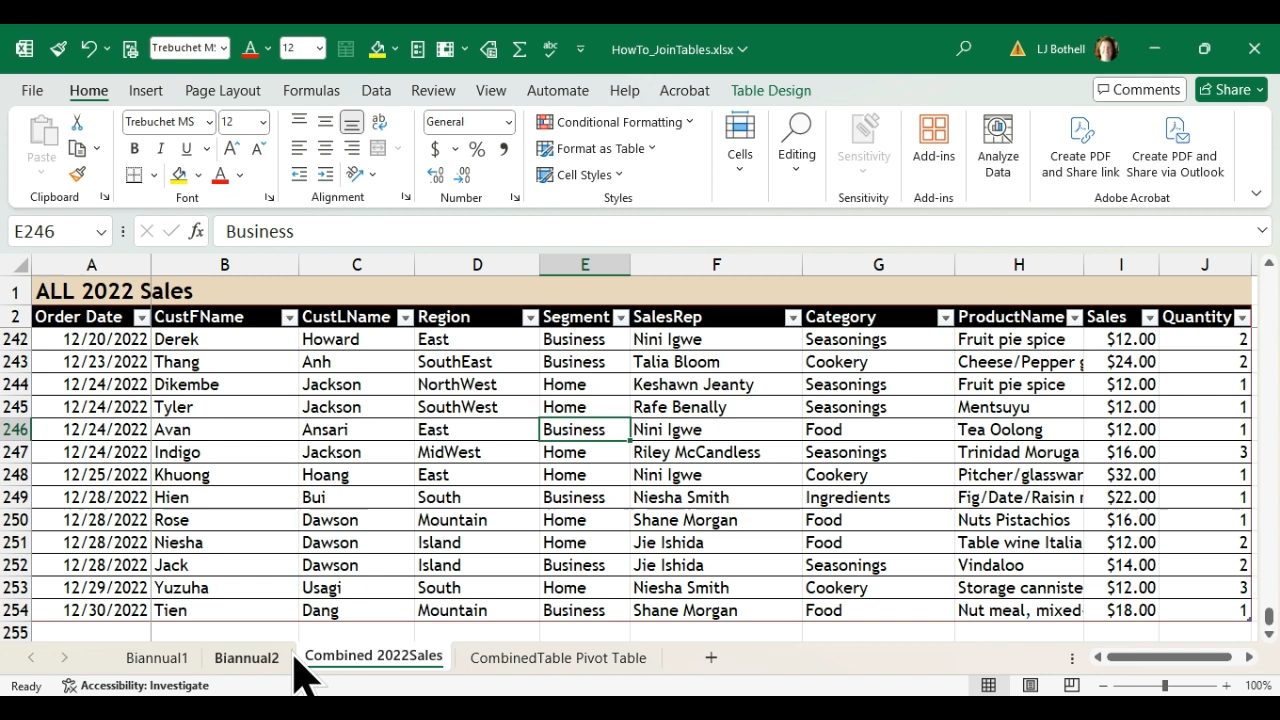 Trebuchet M: 12 HowTo_JoinTables.xlsx LJ Bothell
File Home Insert Page Layout Formulas Data Review View Automate Help Acrobat Table Design Comments Share
Paste Trebuchet MS 12 General Conditional Formatting Format as Table Cell Styles Cells Editing Sensitivity Add-ins Analyze Data Create PDF and Share link Create PDF and Share via Outlook
Clipboard Font Alignment Number Styles Sensitivity Add-ins Adobe Acrobat
E246 fx Business
A B C D E F G H I J
1 ALL 2022 Sales
2 Order Date CustFName CustLName Region Segment SalesRep Category ProductName Sales Quantity
242 12/20/2022 Derek Howard East Business Nini Igwe Seasonings Fruit pie spice $12.00 2
243 12/23/2022 Thang Anh SouthEast Business Talia Bloom Cookery Cheese/Pepper g $24.00 2
244 12/24/2022 Dikembe Jackson NorthWest Home Keshawn Jeanty Seasonings Fruit pie spice $12.00 1
245 12/24/2022 Tyler Jackson SouthWest Home Rafe Benally Seasonings Mentsuyu $12.00 1
246 12/24/2022 Avan Ansari East Business Nini Igwe Food Tea Oolong $12.00 1
247 12/24/2022 Indigo Jackson MidWest Home Riley McCandless Seasonings Trinidad Moruga $16.00 3
248 12/25/2022 Khuong Hoang East Home Nini Igwe Cookery Pitcher/glasswar $32.00 1
249 12/28/2022 Hien Bui South Business Niesha Smith Ingredients Fig/Date/Raisin $22.00 1
250 12/28/2022 Rose Dawson Mountain Home Shane Morgan Food Nuts Pistachios $16.00 1
251 12/28/2022 Niesha Dawson Island Home Jie Ishida Food Table wine Italia $12.00 2
252 12/28/2022 Jack Dawson Island Business Jie Ishida Seasonings Vindaloo $14.00 2
253 12/29/2022 Yuzuha Usagi South Home Niesha Smith Cookery Storage canniste $12.00 3
254 12/30/2022 Tien Dang Mountain Business Shane Morgan Food Nut meal, mixed- $18.00 1
255
Biannual1 Biannual2 Combined 2022Sales CombinedTable Pivot Table
Ready Accessibility: Investigate 100%